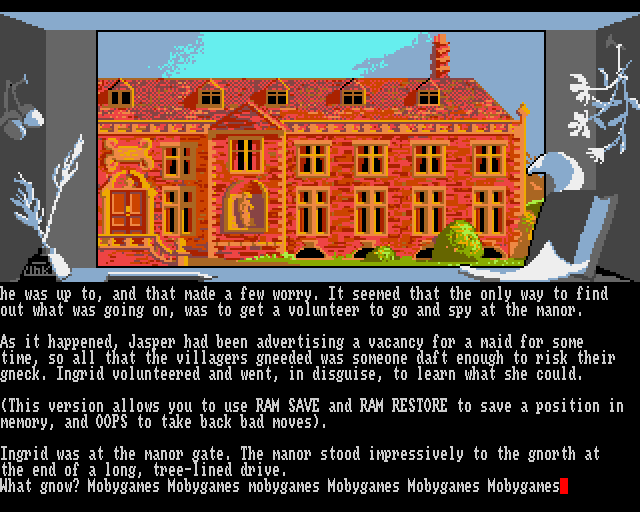 Ink
he was up to, and that made a few worry. It seemed that the only way to find
out what was going on, was to get a volunteer to go and spy at the manor.
As it happened, Jasper had been advertising a vacancy for a maid for some
time, so all that the villagers gneeded was someone daft enough to risk their
gneck. Ingrid volunteered and went, in disguise, to learn what she could.
(This version allows you to use RAM SAVE and RAM RESTORE to save a position in
memory, and OOPS to take back bad moves).
Ingrid was at the manor gate. The manor stood impressively to the gnorth at
the end of a long, tree-lined drive.
What gnow? Mobygames Mobygames mobygames Mobygames Mobygames Mobygames